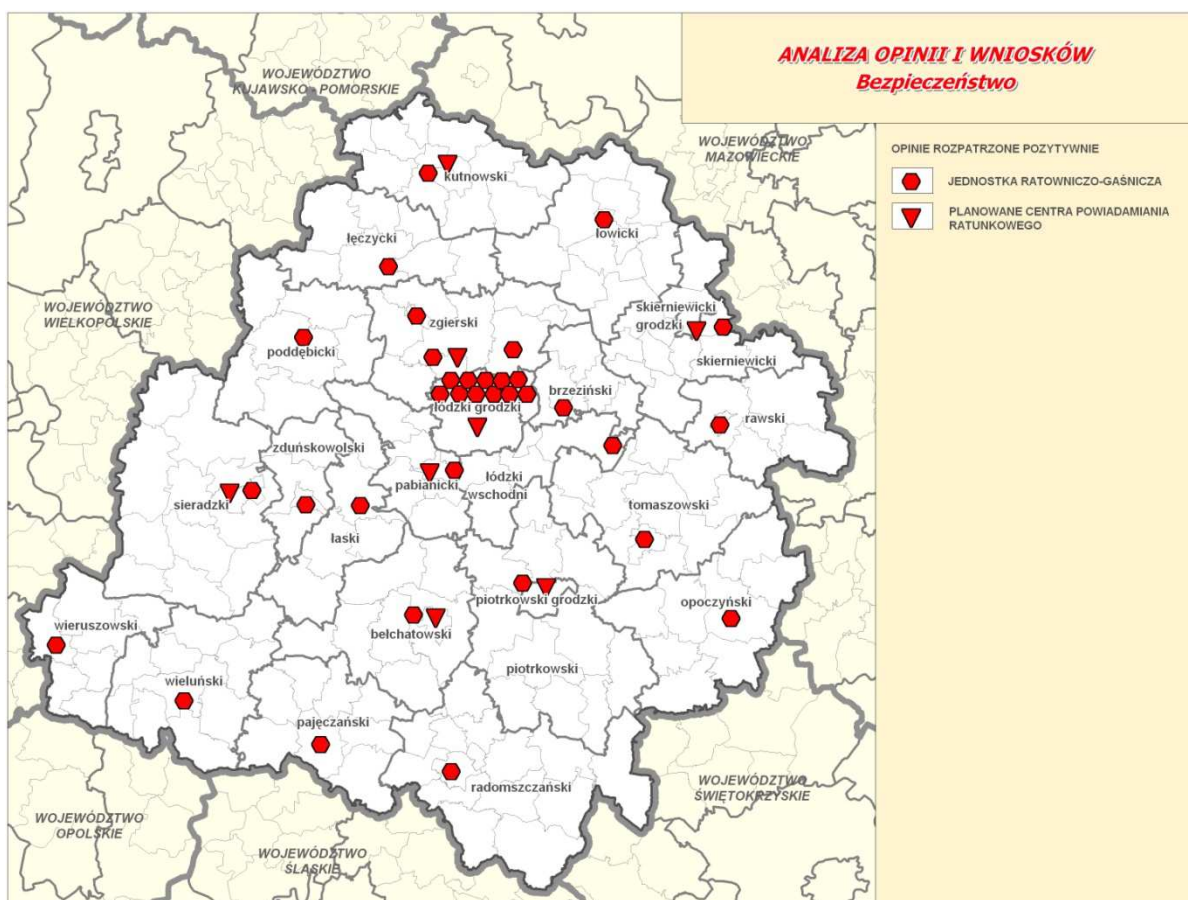 ANALIZA OPINII I WNIOSKÓW
Bezpieczeństwo
OPINIE ROZPATRZONE POZYTYWNIE
JEDNOSTKA RATOWNICZO-GAŚNICZA
PLANOWANE CENTRA POWIADAMIANIA
RATUNKOWEGO
WOJEWÓDZTWO
KUJAWSKO - POMORSKIE
WOJEWÓDZTWO
MAZOWIECKIE
kutnowski
łowicki
łęczycki
WOJEWÓDZTWO
WIELKOPOLSKIE
skierniewicki
grodzki
zgierski
poddębicki
skierniewicki
brzeziński
łódzki grodzki
rawski
zduńskowolski
pabianicki
łódzki
wschodni
sieradzki
tomaszowski
łaski
piotrkowski grodzki
opoczyński
wieruszowski
bełchatowski
piotrkowski
wieluński
pajęczański
radomszczański
WOJEWÓDZTWO
ŚWIĘTOKRZYSKIE
WOJEWÓDZTWO
OPOLSKIE
WOJEWÓDZTWO
ŚLĄSKIE